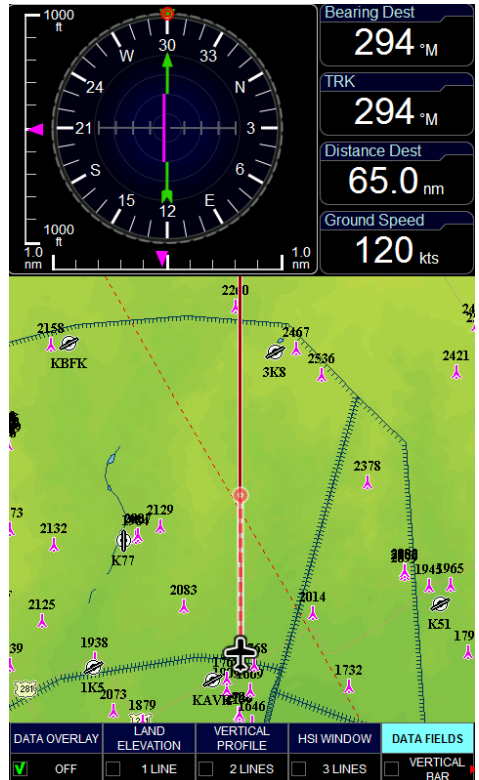 1000
ft
30
33
N
3
6
E
12
15
S
21
24
W
1000
ft
1.0
nm
1.0
nm
Bearing Dest
294 °M
TRK
294 °M
Distance Dest
65.0 nm
Ground Speed
120 kts
2158
KBFK
2467
3K8
2536
2421
2378
2132
2129
K77
2083
2014
1945
1965
K51
2125
1938
1K5
281
2073
1879
1732
1646
DATA OVERLAY
LAND ELEVATION
VERTICAL PROFILE
HSI WINDOW
DATA FIELDS
OFF
1 LINE
2 LINES
3 LINES
VERTICAL BAR